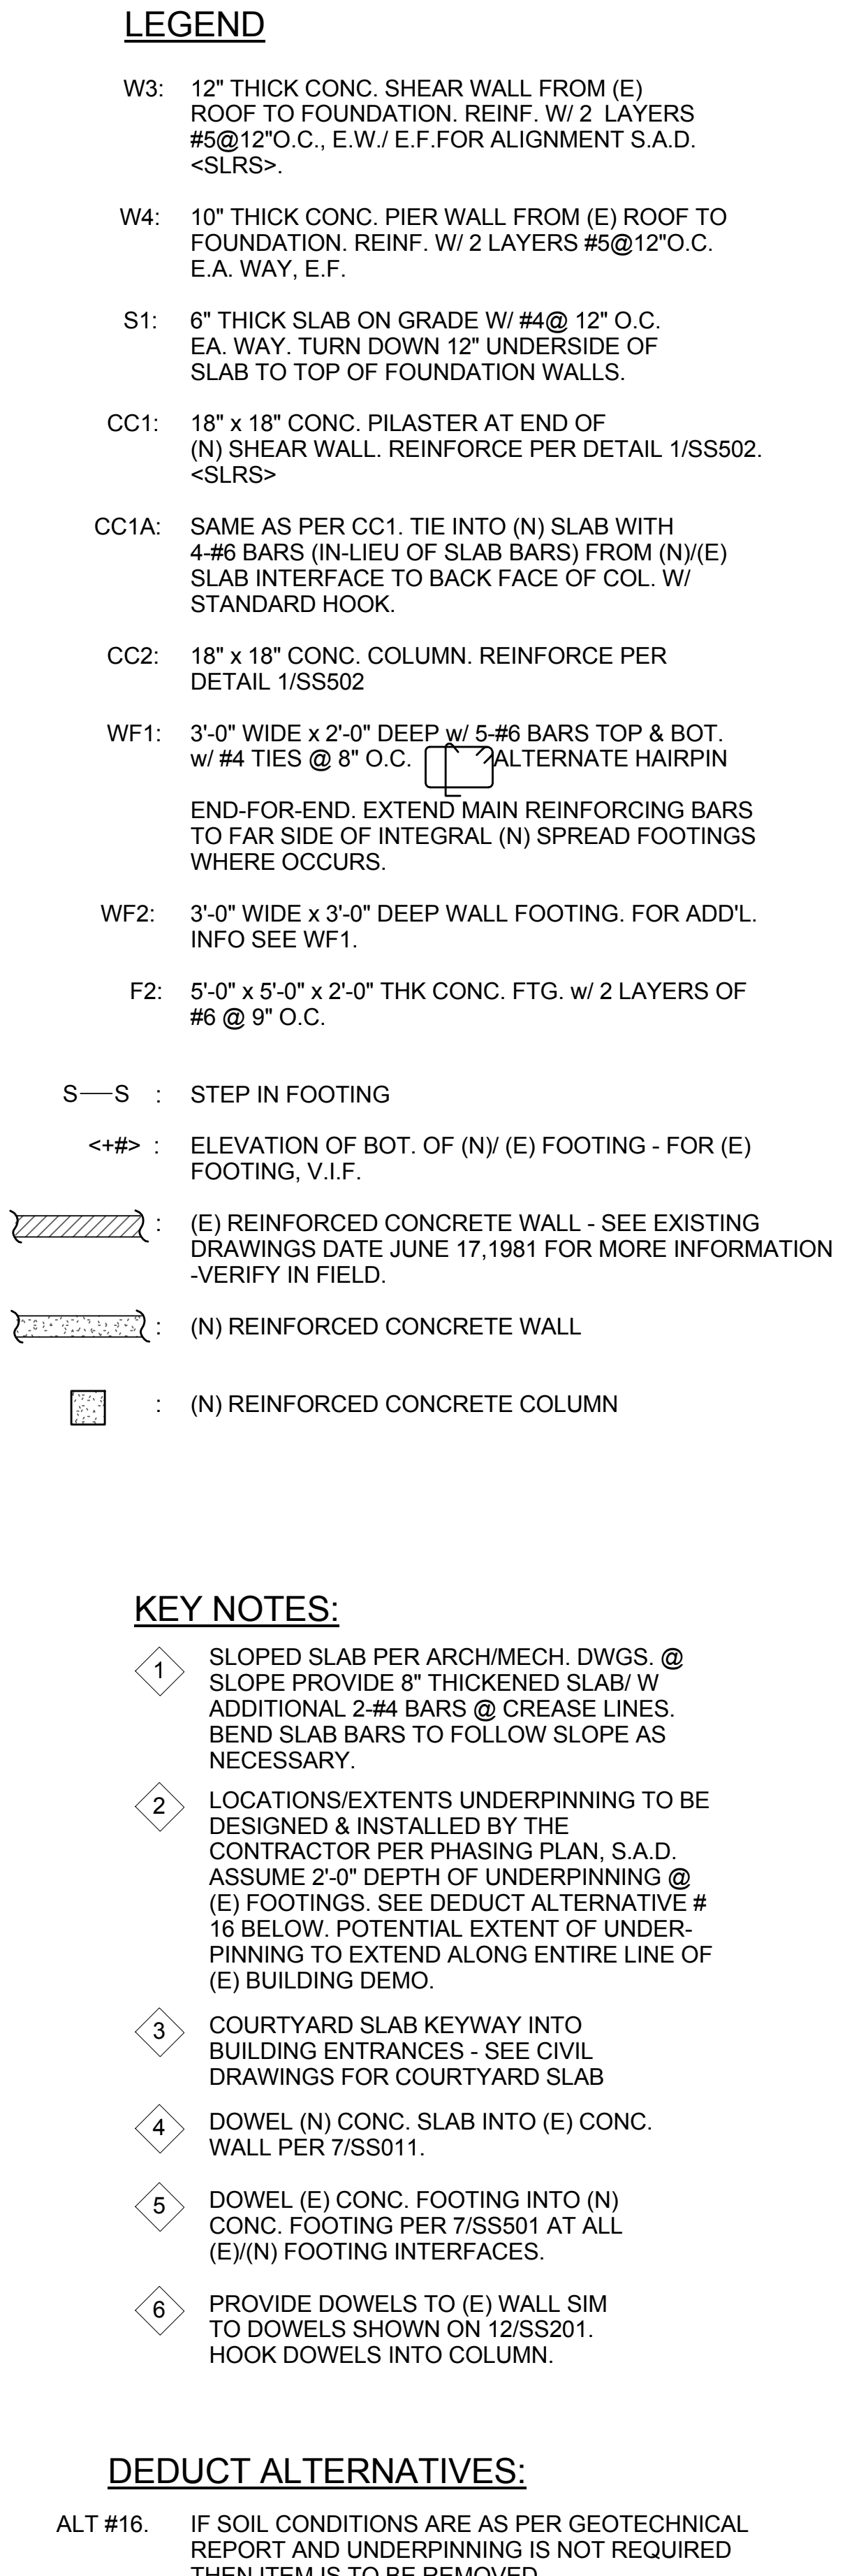 LEGEND
W3: 12" THICK CONC. SHEAR WALL FROM (E)
ROOF TO FOUNDATION. REINF. W/ 2 LAYERS
#5@12"O.C., E.W./ E.F.FOR ALIGNMENT S.A.D.
<SLRS>.
W4: 10" THICK CONC. PIER WALL FROM (E) ROOF TO
FOUNDATION. REINF. W/ 2 LAYERS #5@12"O.C.
E.A. WAY, E.F.
S1: 6" THICK SLAB ON GRADE W/ #4@ 12" O.C.
EA. WAY. TURN DOWN 12" UNDERSIDE OF
SLAB TO TOP OF FOUNDATION WALLS.
CC1: 18" x 18" CONC. PILASTER AT END OF
(N) SHEAR WALL. REINFORCE PER DETAIL 1/SS502.
<SLRS>
CC1A: SAME AS PER CC1. TIE INTO (N) SLAB WITH
4-#6 BARS (IN-LIEU OF SLAB BARS) FROM (N)/(E)
SLAB INTERFACE TO BACK FACE OF COL. W/
STANDARD HOOK.
CC2: 18" x 18" CONC. COLUMN. REINFORCE PER
DETAIL 1/SS502
WF1: 3'-0" WIDE x 2'-0" DEEP w/ 5-#6 BARS TOP & BOT.
w/ #4 TIES @ 8" O.C. ALTERNATE HAIRPIN
END-FOR-END. EXTEND MAIN REINFORCING BARS
TO FAR SIDE OF INTEGRAL (N) SPREAD FOOTINGS
WHERE OCCURS.
WF2: 3'-0" WIDE x 3'-0" DEEP WALL FOOTING. FOR ADD'L.
INFO SEE WF1.
F2: 5'-0" x 5'-0" x 2'-0" THK CONC. FTG. w/ 2 LAYERS OF
#6 @ 9" O.C.
S—S : STEP IN FOOTING
<+#> : ELEVATION OF BOT. OF (N)/ (E) FOOTING - FOR (E)
FOOTING, V.I.F.
: (E) REINFORCED CONCRETE WALL - SEE EXISTING
DRAWINGS DATE JUNE 17,1981 FOR MORE INFORMATION
-VERIFY IN FIELD.
: (N) REINFORCED CONCRETE WALL
: (N) REINFORCED CONCRETE COLUMN
KEY NOTES:
1 SLOPED SLAB PER ARCH/MECH. DWGS. @
SLOPE PROVIDE 8" THICKENED SLAB/ W
ADDITIONAL 2-#4 BARS @ CREASE LINES.
BEND SLAB BARS TO FOLLOW SLOPE AS
NECESSARY.
2 LOCATIONS/EXTENTS UNDERPINNING TO BE
DESIGNED & INSTALLED BY THE
CONTRACTOR PER PHASING PLAN, S.A.D.
ASSUME 2'-0" DEPTH OF UNDERPINNING @
(E) FOOTINGS. SEE DEDUCT ALTERNATIVE #
16 BELOW. POTENTIAL EXTENT OF UNDER-
PINNING TO EXTEND ALONG ENTIRE LINE OF
(E) BUILDING DEMO.
3 COURTYARD SLAB KEYWAY INTO
BUILDING ENTRANCES - SEE CIVIL
DRAWINGS FOR COURTYARD SLAB
4 DOWEL (N) CONC. SLAB INTO (E) CONC.
WALL PER 7/SS011.
5 DOWEL (E) CONC. FOOTING INTO (N)
CONC. FOOTING PER 7/SS501 AT ALL
(E)/(N) FOOTING INTERFACES.
6 PROVIDE DOWELS TO (E) WALL SIM
TO DOWELS SHOWN ON 12/SS201.
HOOK DOWELS INTO COLUMN.
DEDUCT ALTERNATIVES:
ALT #16. IF SOIL CONDITIONS ARE AS PER GEOTECHNICAL
REPORT AND UNDERPINNING IS NOT REQUIRED
THEN ITEM IS TO BE REMOVED